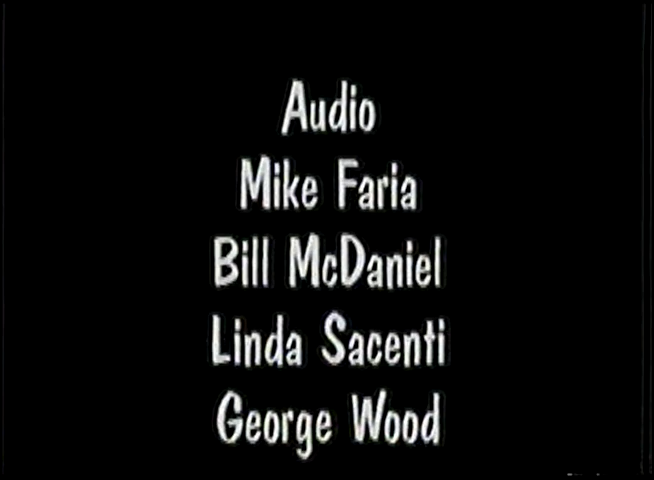 Audio
Mike Faria
Bill McDaniel
Linda Sacenti
George Wood